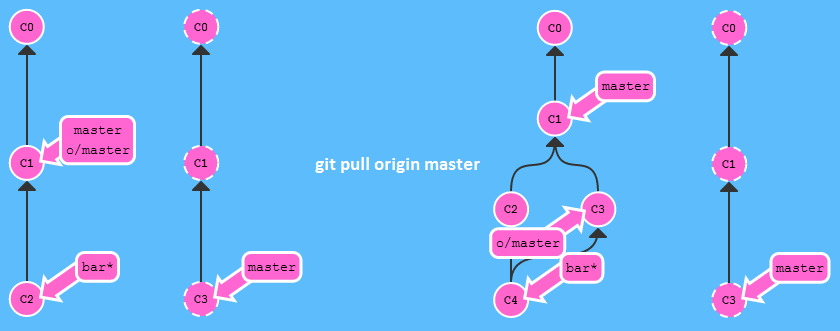 C0
C0
C0
C0
master
C1
master
o/master
C1
C1
git pull origin master
C1
C2
C3
o/master
bar*
master
bar*
master
C2
C3
C4
C3